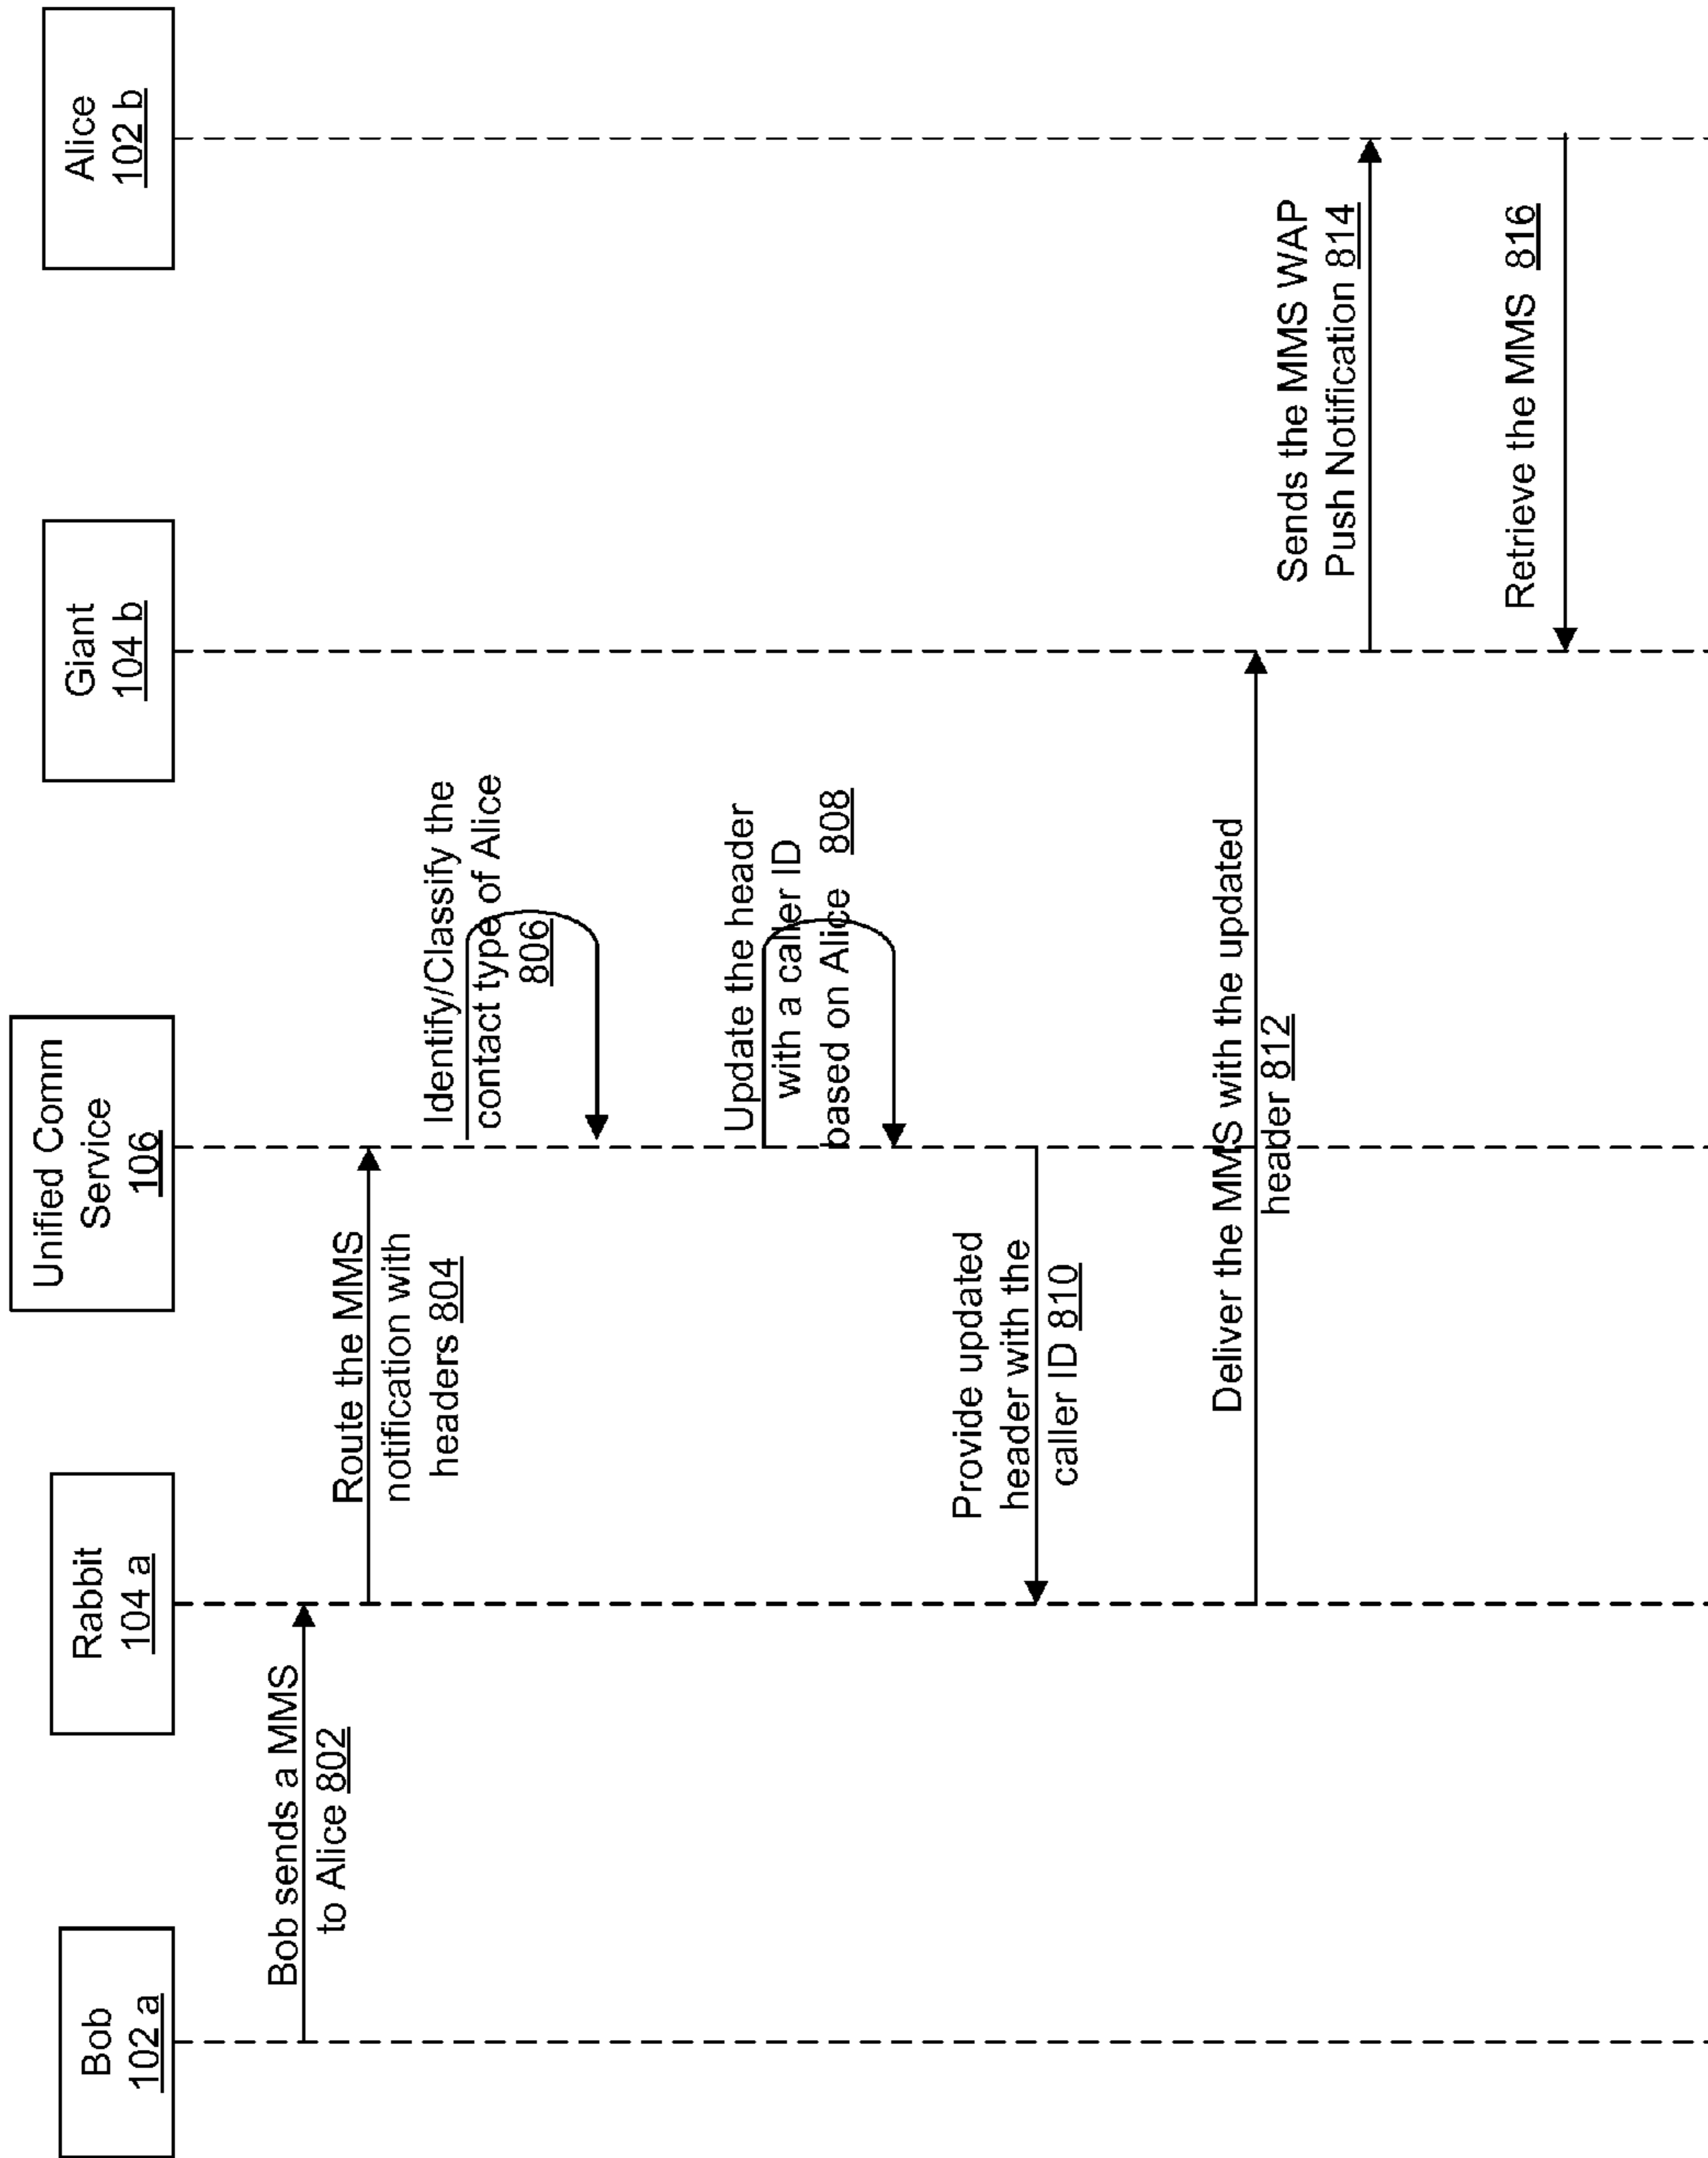 Bob
102 a
Rabbit
104 a
Unified Comm
Service
106
Giant
104 b
Alice
102 b
Bob sends a MMS
to Alice 802
Route the MMS
notification with
headers 804
Identify/Classify the
contact type of Alice
806
Update the header
with a caller ID
based on Alice 808
Provide updated
header with the
caller ID 810
Deliver the MMS with the updated
header 812
Sends the MMS WAP
Push Notification 814
Retrieve the MMS 816